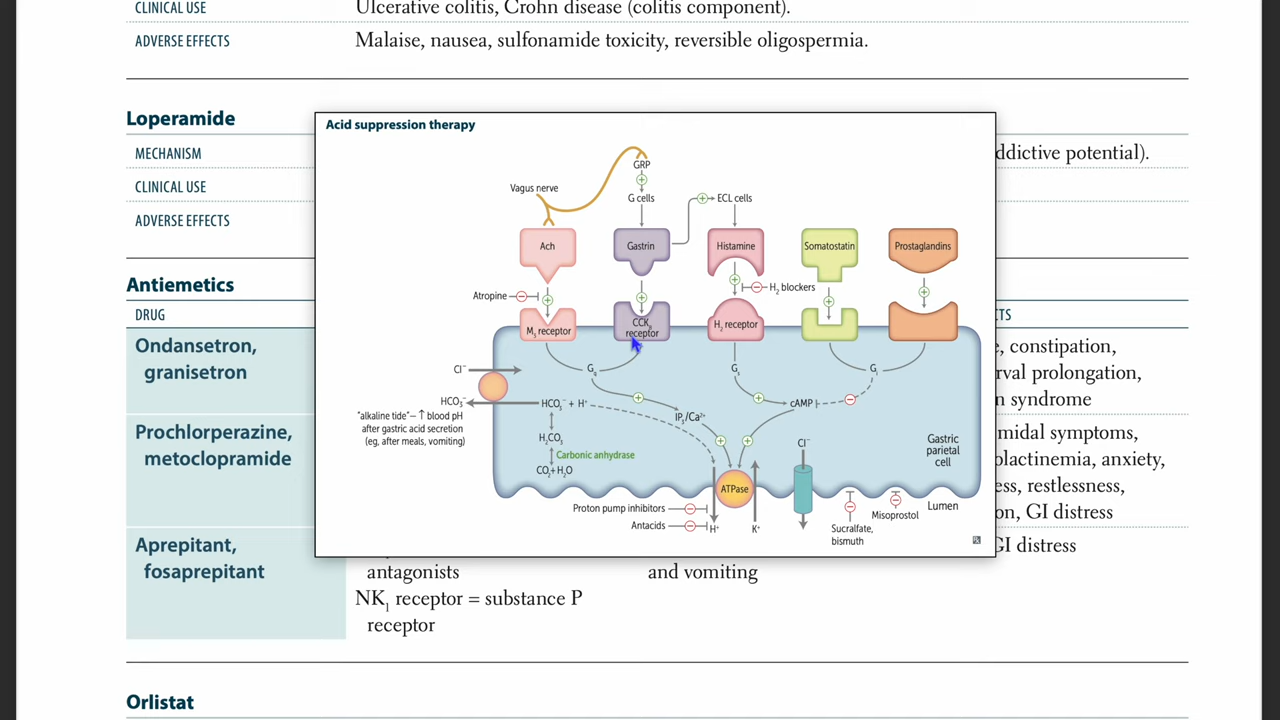 CLINICAL USE
Ulcerative colitis, Crohn disease (colitis component).
ADVERSE EFFECTS
Malaise, nausea, sulfonamide toxicity, reversible oligospermia.
Loperamide
MECHANISM
ddictive potential).
CLINICAL USE
ADVERSE EFFECTS
Antiemetics
DRUG
CTS
Ondansetron,
granisetron
e, constipation,
rval prolongation,
n syndrome
Prochlorperazine,
metoclopramide
midal symptoms,
olactinemia, anxiety,
ess, restlessness,
on, GI distress
Aprepitant,
fosaprepitant
GI distress
antagonists
and vomiting
NK1 receptor = substance P
receptor
Orlistat
Acid suppression therapy
GRP
Vagus nerve
G cells
ECL cells
Ach
Gastrin
Histamine
Somatostatin
Prostaglandins
Atropine
H2 blockers
M3 receptor
CCK
receptor
H2 receptor
Cl−
Gq
Gs
Gi
HCO3−
HCO3− + H+
cAMP
"alkaline tide"—↑ blood pH
after gastric acid secretion
(eg, after meals, vomiting)
IP3/Ca2+
H2CO3
Carbonic anhydrase
CO2+H2O
Cl−
Gastric
parietal
cell
ATPase
Proton pump inhibitors
Antacids
H+
K+
Sucralfate,
bismuth
Misoprostol
Lumen